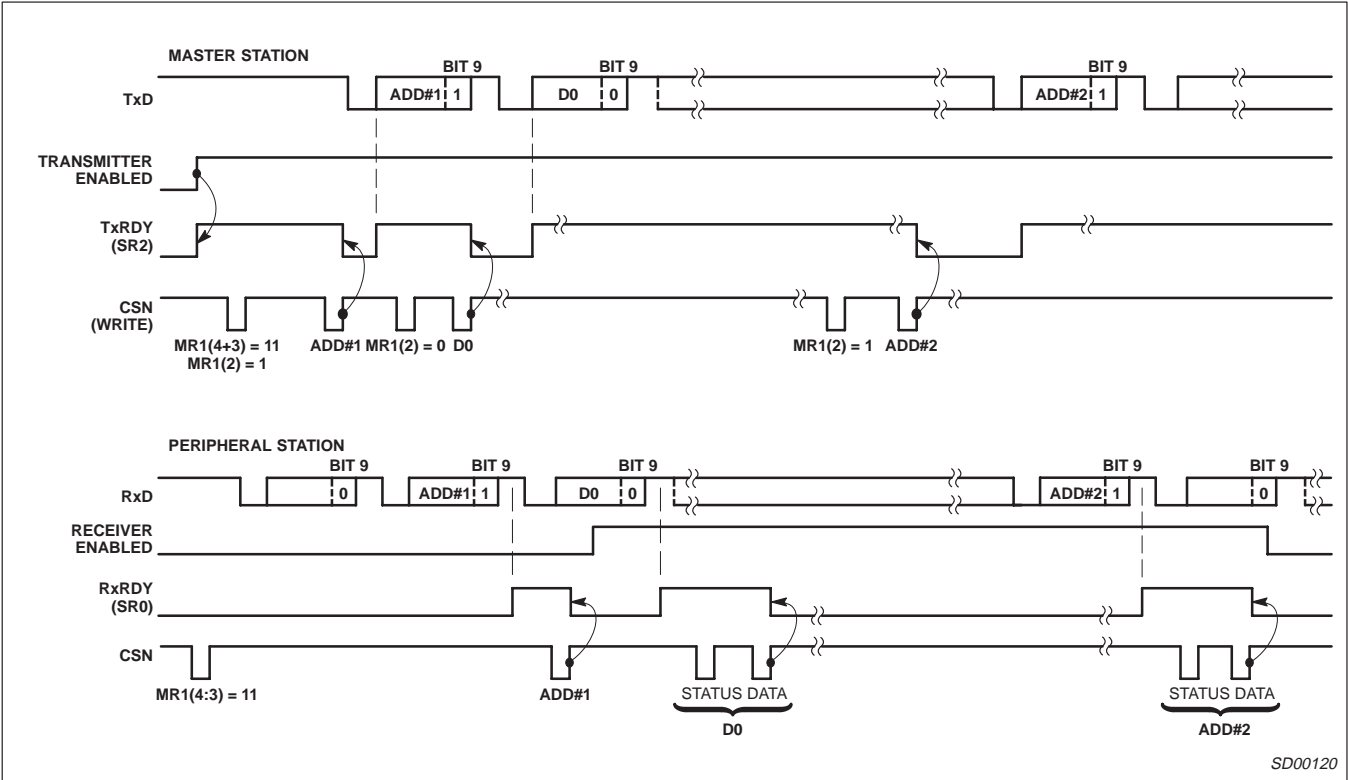 MASTER STATION
BIT 9 BIT 9 BIT 9
TxD ADD#1 1 D0 0 ADD#2 1
TRANSMITTER
ENABLED
TxRDY
(SR2)
CSN
(WRITE)
MR1(4+3) = 11 ADD#1 MR1(2) = 0 D0 MR1(2) = 1 ADD#2
MR1(2) = 1
PERIPHERAL STATION
BIT 9 BIT 9 BIT 9 BIT 9 BIT 9
RxD 0 ADD#1 1 D0 0 ADD#2 1 0
RECEIVER
ENABLED
RxRDY
(SR0)
CSN
MR1(4:3) = 11 ADD#1 STATUS DATA STATUS DATA
D0 ADD#2
SD00120